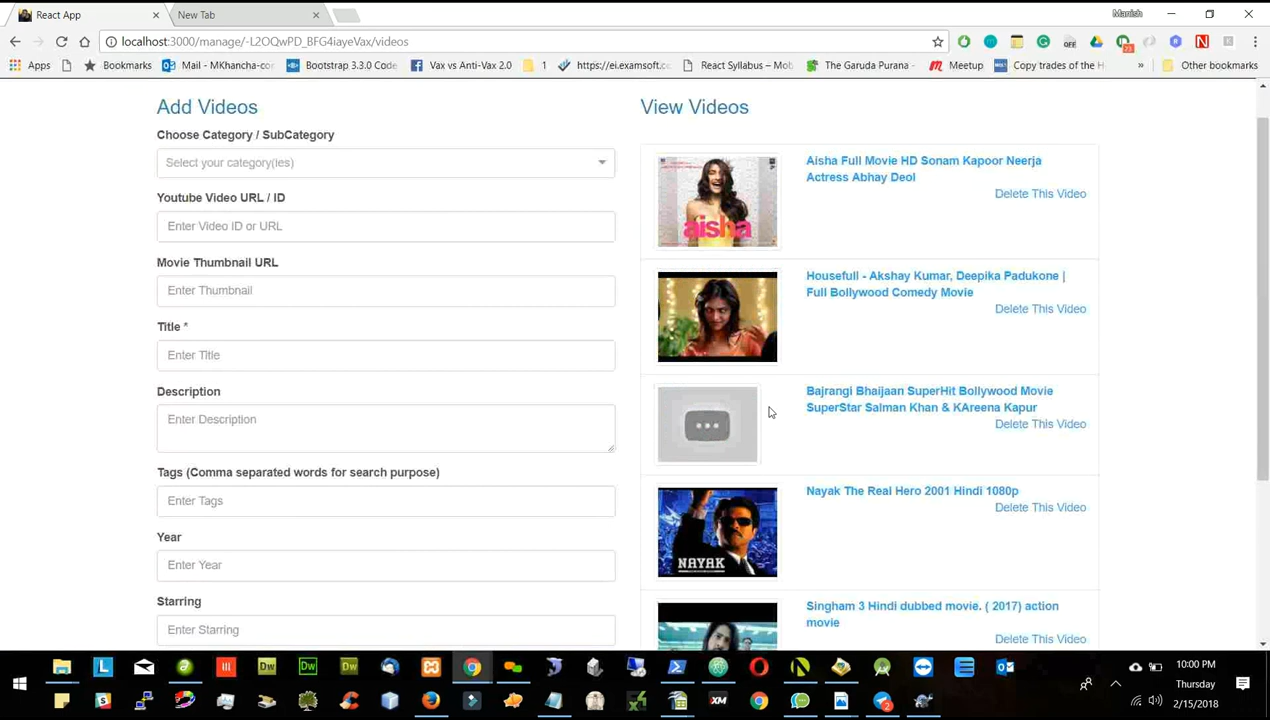 React App
New Tab
Manish
localhost:3000/manage/-L2OQwPD_BFG4iayeVax/videos
Apps
Bookmarks
Mail - MKhancha-con
Bootstrap 3.3.0 Code
Vax vs Anti-Vax 2.0
1
https://ei.examsoft.c
React Syllabus – Mob
The Garuda Purana -
Meetup
Copy trades of the H
»
Other bookmarks
Add Videos
Choose Category / SubCategory
Select your category(ies)
Youtube Video URL / ID
Enter Video ID or URL
Movie Thumbnail URL
Enter Thumbnail
Title *
Enter Title
Description
Enter Description
Tags (Comma separated words for search purpose)
Enter Tags
Year
Enter Year
Starring
Enter Starring
View Videos
aisha
Aisha Full Movie HD Sonam Kapoor Neerja
Actress Abhay Deol
Delete This Video
Housefull - Akshay Kumar, Deepika Padukone |
Full Bollywood Comedy Movie
Delete This Video
Bajrangi Bhaijaan SuperHit Bollywood Movie
SuperStar Salman Khan & KAreena Kapur
Delete This Video
NAYAK
Nayak The Real Hero 2001 Hindi 1080p
Delete This Video
Singham 3 Hindi dubbed movie. ( 2017) action
movie
Delete This Video
10:00 PM
Thursday
2/15/2018